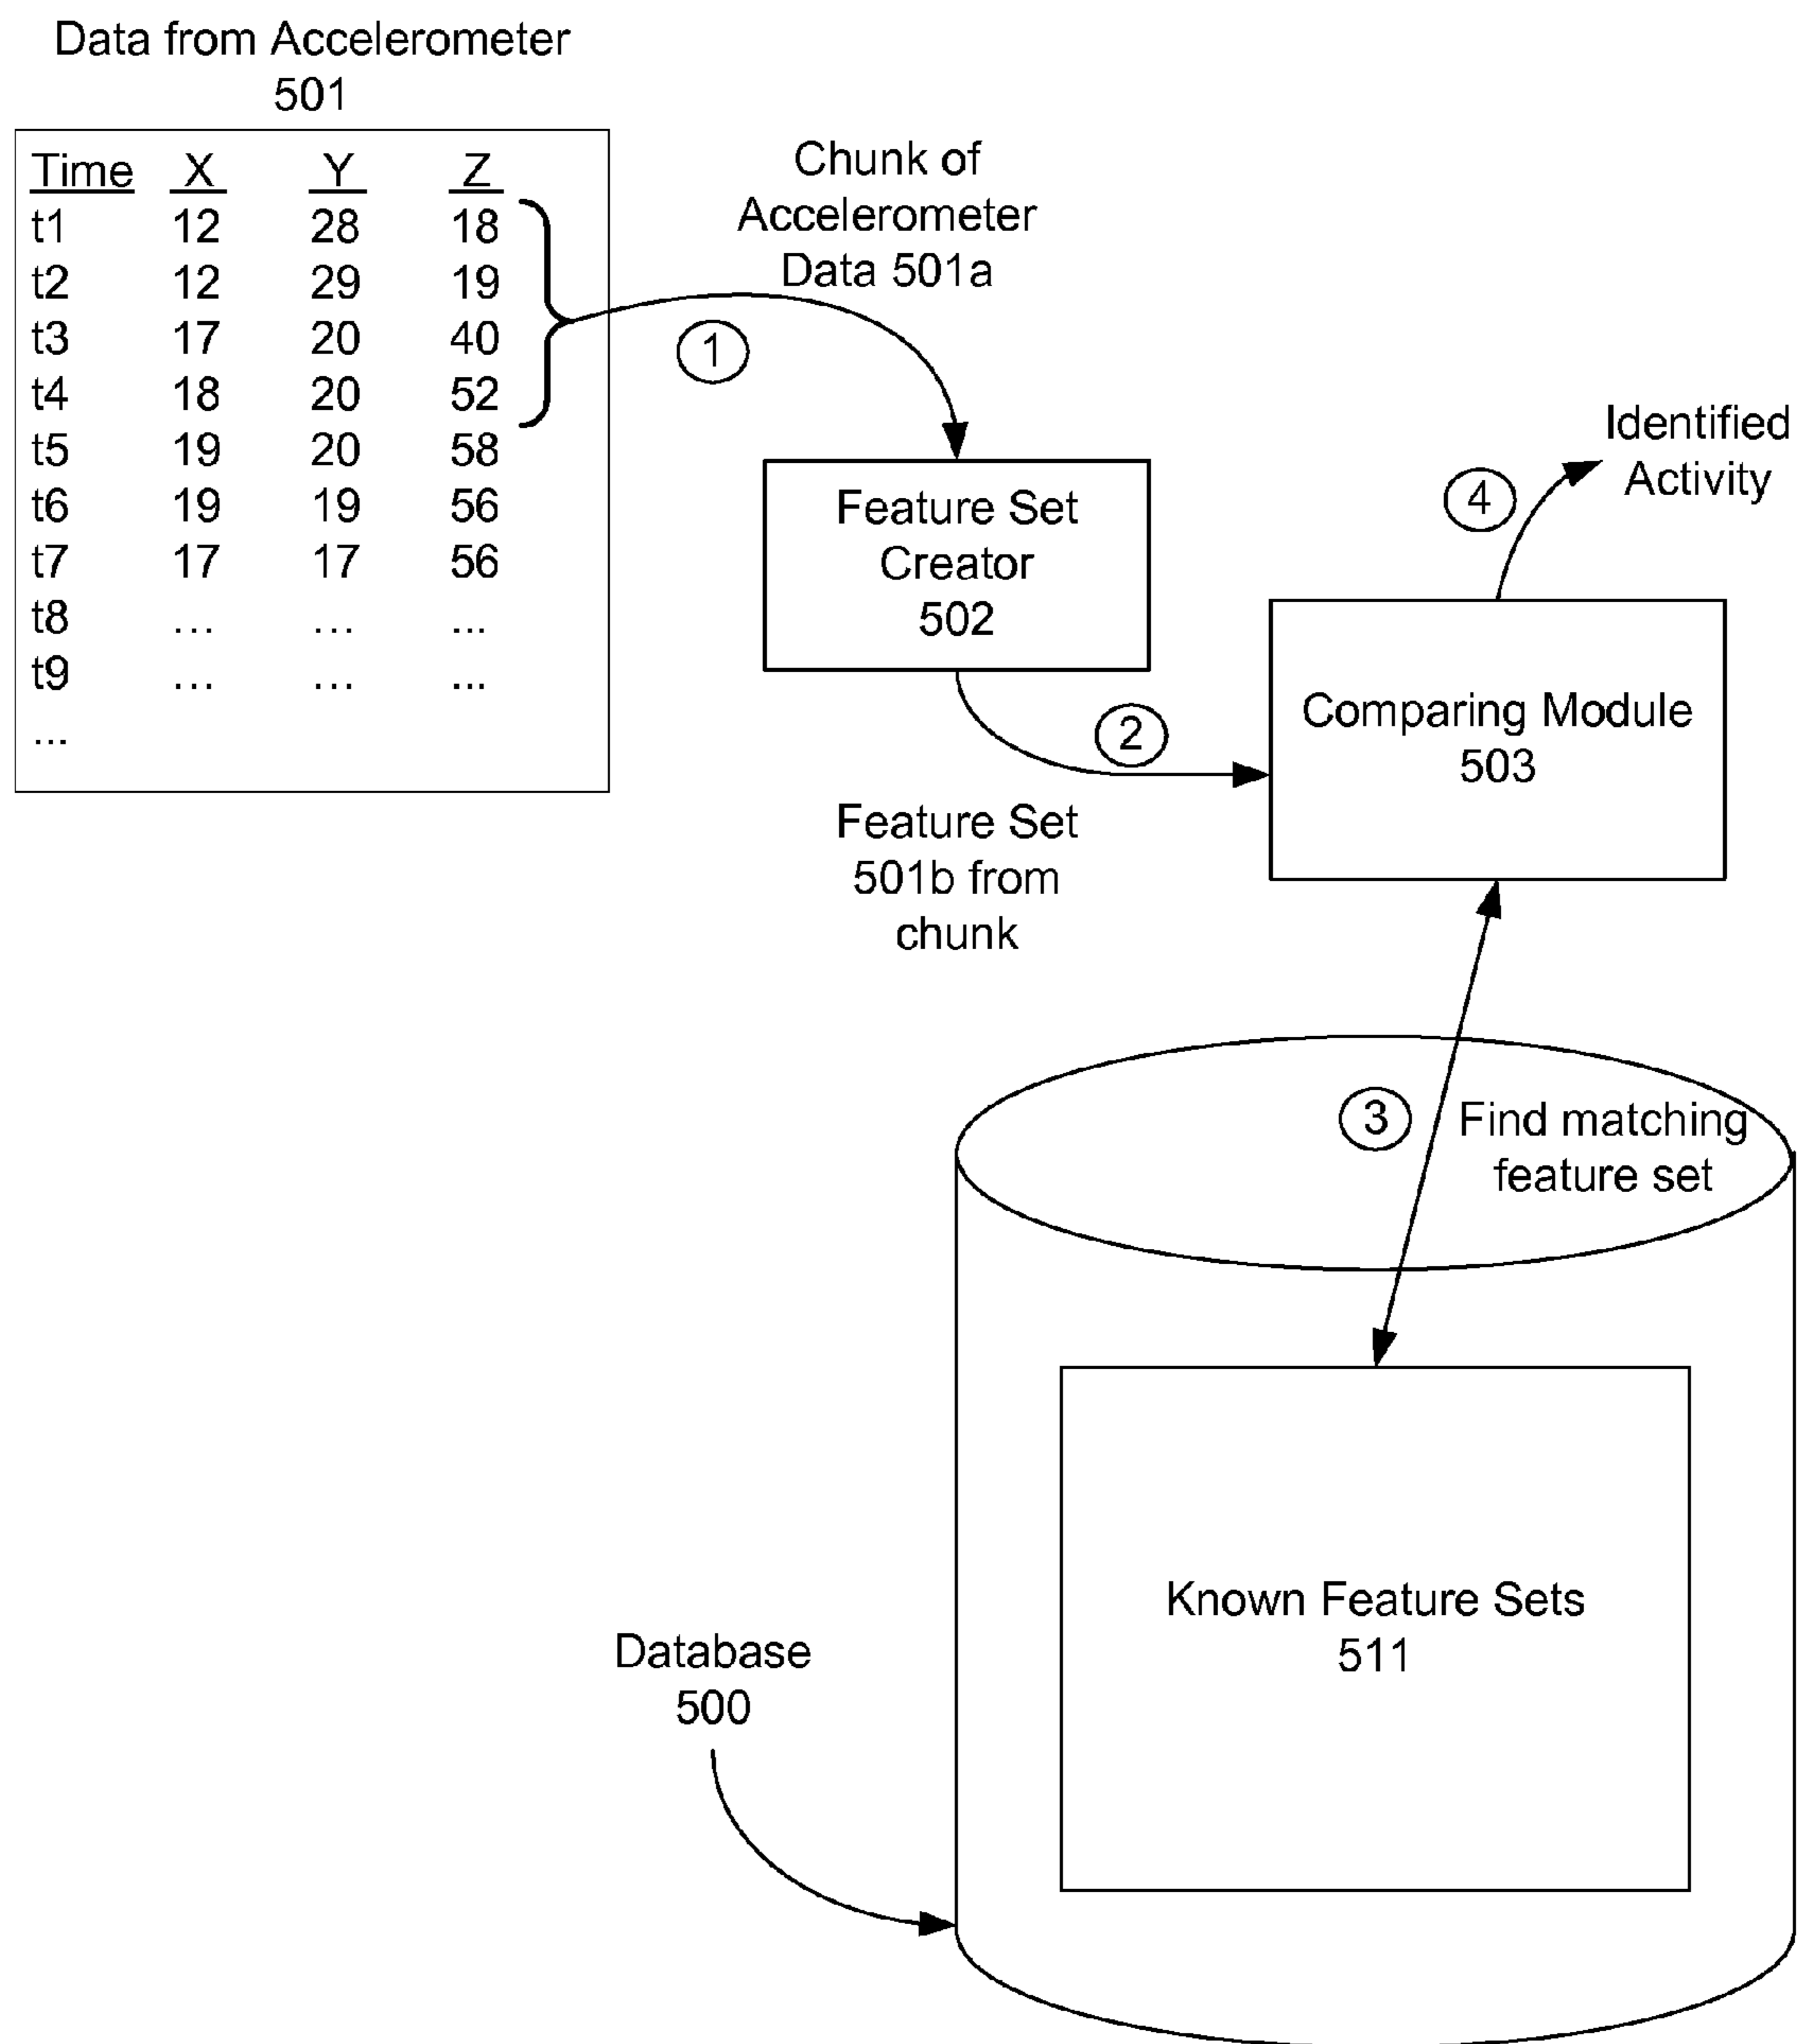 Data from Accelerometer
501
Time X Y Z
t1 12 28 18
t2 12 29 19
t3 17 20 40
t4 18 20 52
t5 19 20 58
t6 19 19 56
t7 17 17 56
t8 ... ... ...
t9 ... ... ...
...
Chunk of
Accelerometer
Data 501a
1
Feature Set
Creator
502
2
Feature Set
501b from
chunk
Comparing Module
503
4
Identified
Activity
3
Find matching
feature set
Known Feature Sets
511
Database
500